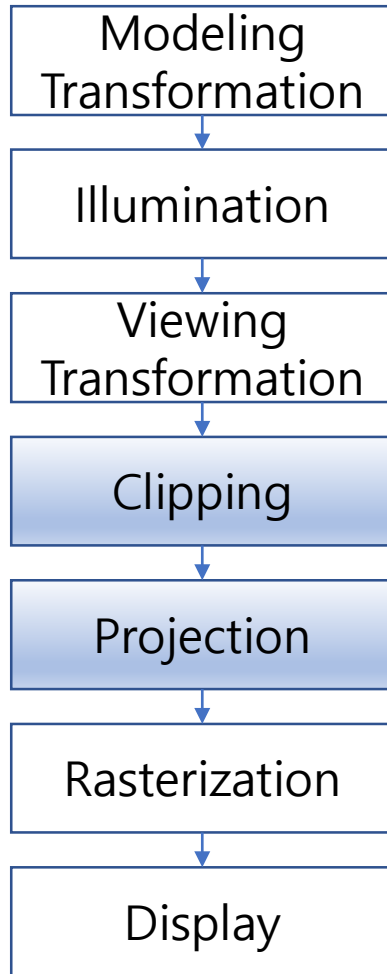 Modeling
Transformation
Illumination
Viewing
Transformation
Clipping
Projection
Rasterization
Display